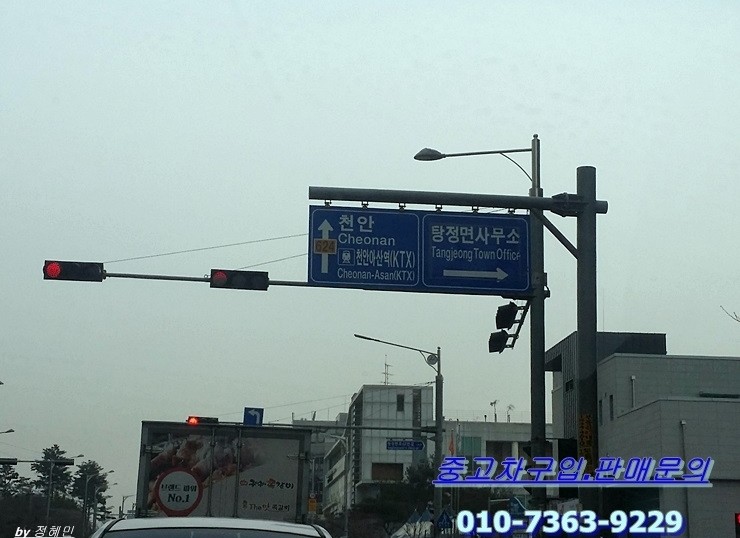 천안
Cheonan
624
천안아산역(KTX)
Cheonan-Asan(KTX)
탕정면사무소
Tangjeong Town Office
No.1
중고차구입.판매문의
010-7363-9229
by 정혜민